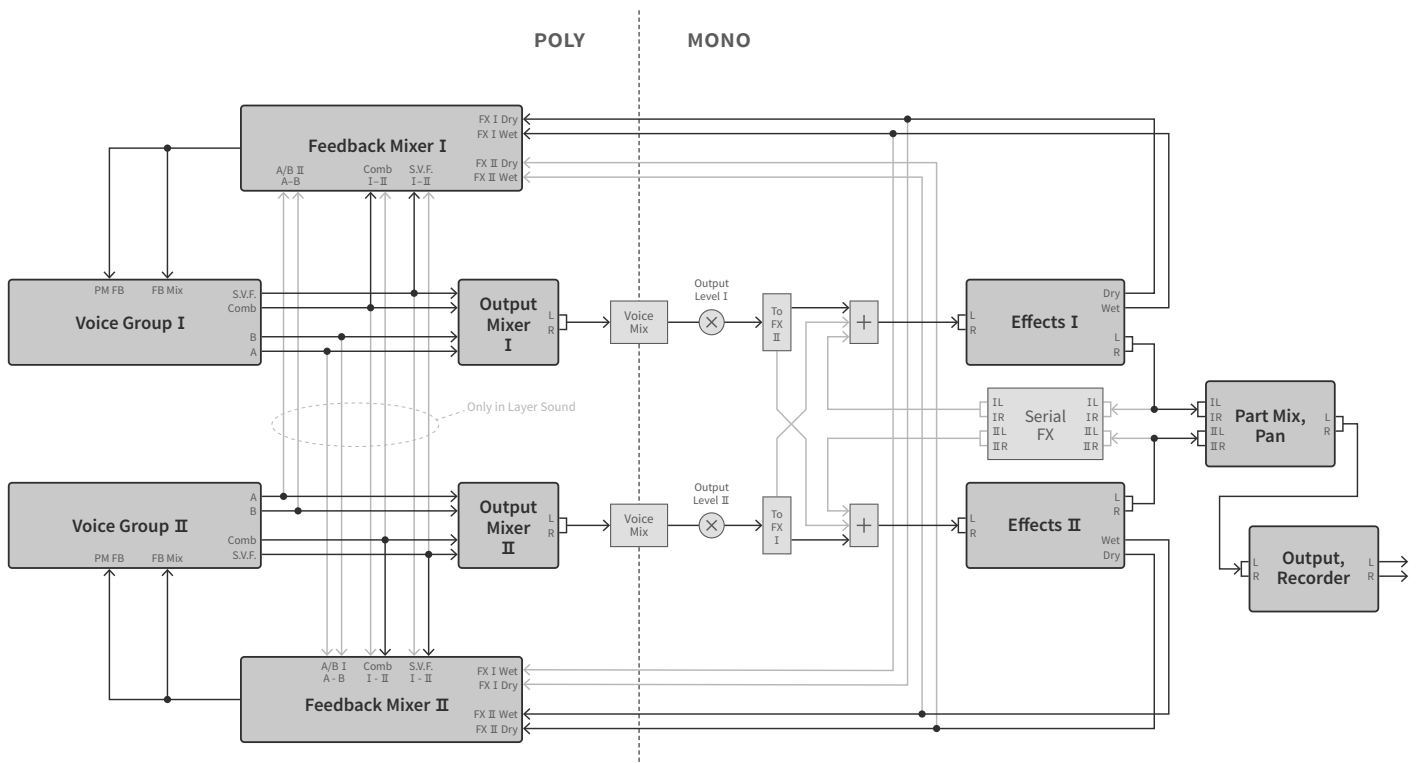 POLY
MONO
Feedback Mixer Ⅰ
FX Ⅰ Dry
FX Ⅰ Wet
FX Ⅱ Dry
FX Ⅱ Wet
A/B Ⅱ
A–B
Comb
Ⅰ–Ⅱ
S.V.F.
Ⅰ–Ⅱ
PM FB
FB Mix
Voice Group Ⅰ
S.V.F.
Comb
B
A
Output
Mixer
Ⅰ
L
R
Voice
Mix
Output
Level Ⅰ
To
FX
Ⅱ
L
R
Effects Ⅰ
Dry
Wet
L
R
Only in Layer Sound
IL
IR
ⅡL
ⅡR
Serial
FX
IL
IR
ⅡL
ⅡR
IL
IR
ⅡL
ⅡR
Part Mix,
Pan
L
R
Voice Group Ⅱ
A
B
Comb
S.V.F.
PM FB
FB Mix
Output
Mixer
Ⅱ
L
R
Voice
Mix
Output
Level Ⅱ
To
FX
Ⅰ
L
R
Effects Ⅱ
L
R
Wet
Dry
L
R
Output,
Recorder
L
R
A/B Ⅰ
A - B
Comb
Ⅰ - Ⅱ
S.V.F.
Ⅰ - Ⅱ
FX Ⅰ Wet
FX Ⅰ Dry
Feedback Mixer Ⅱ
FX Ⅱ Wet
FX Ⅱ Dry